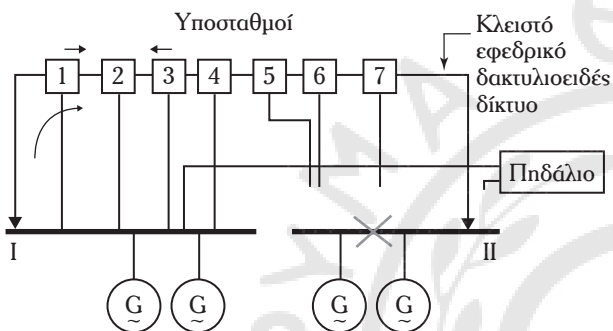 Υποσταθμοί
Κλειστό
εφεδρικό
δακτυλιοειδές
δίκτυο
1 2 3 4 5 6 7
Πηδάλιο
I II
G G G G
~ ~ ~ ~